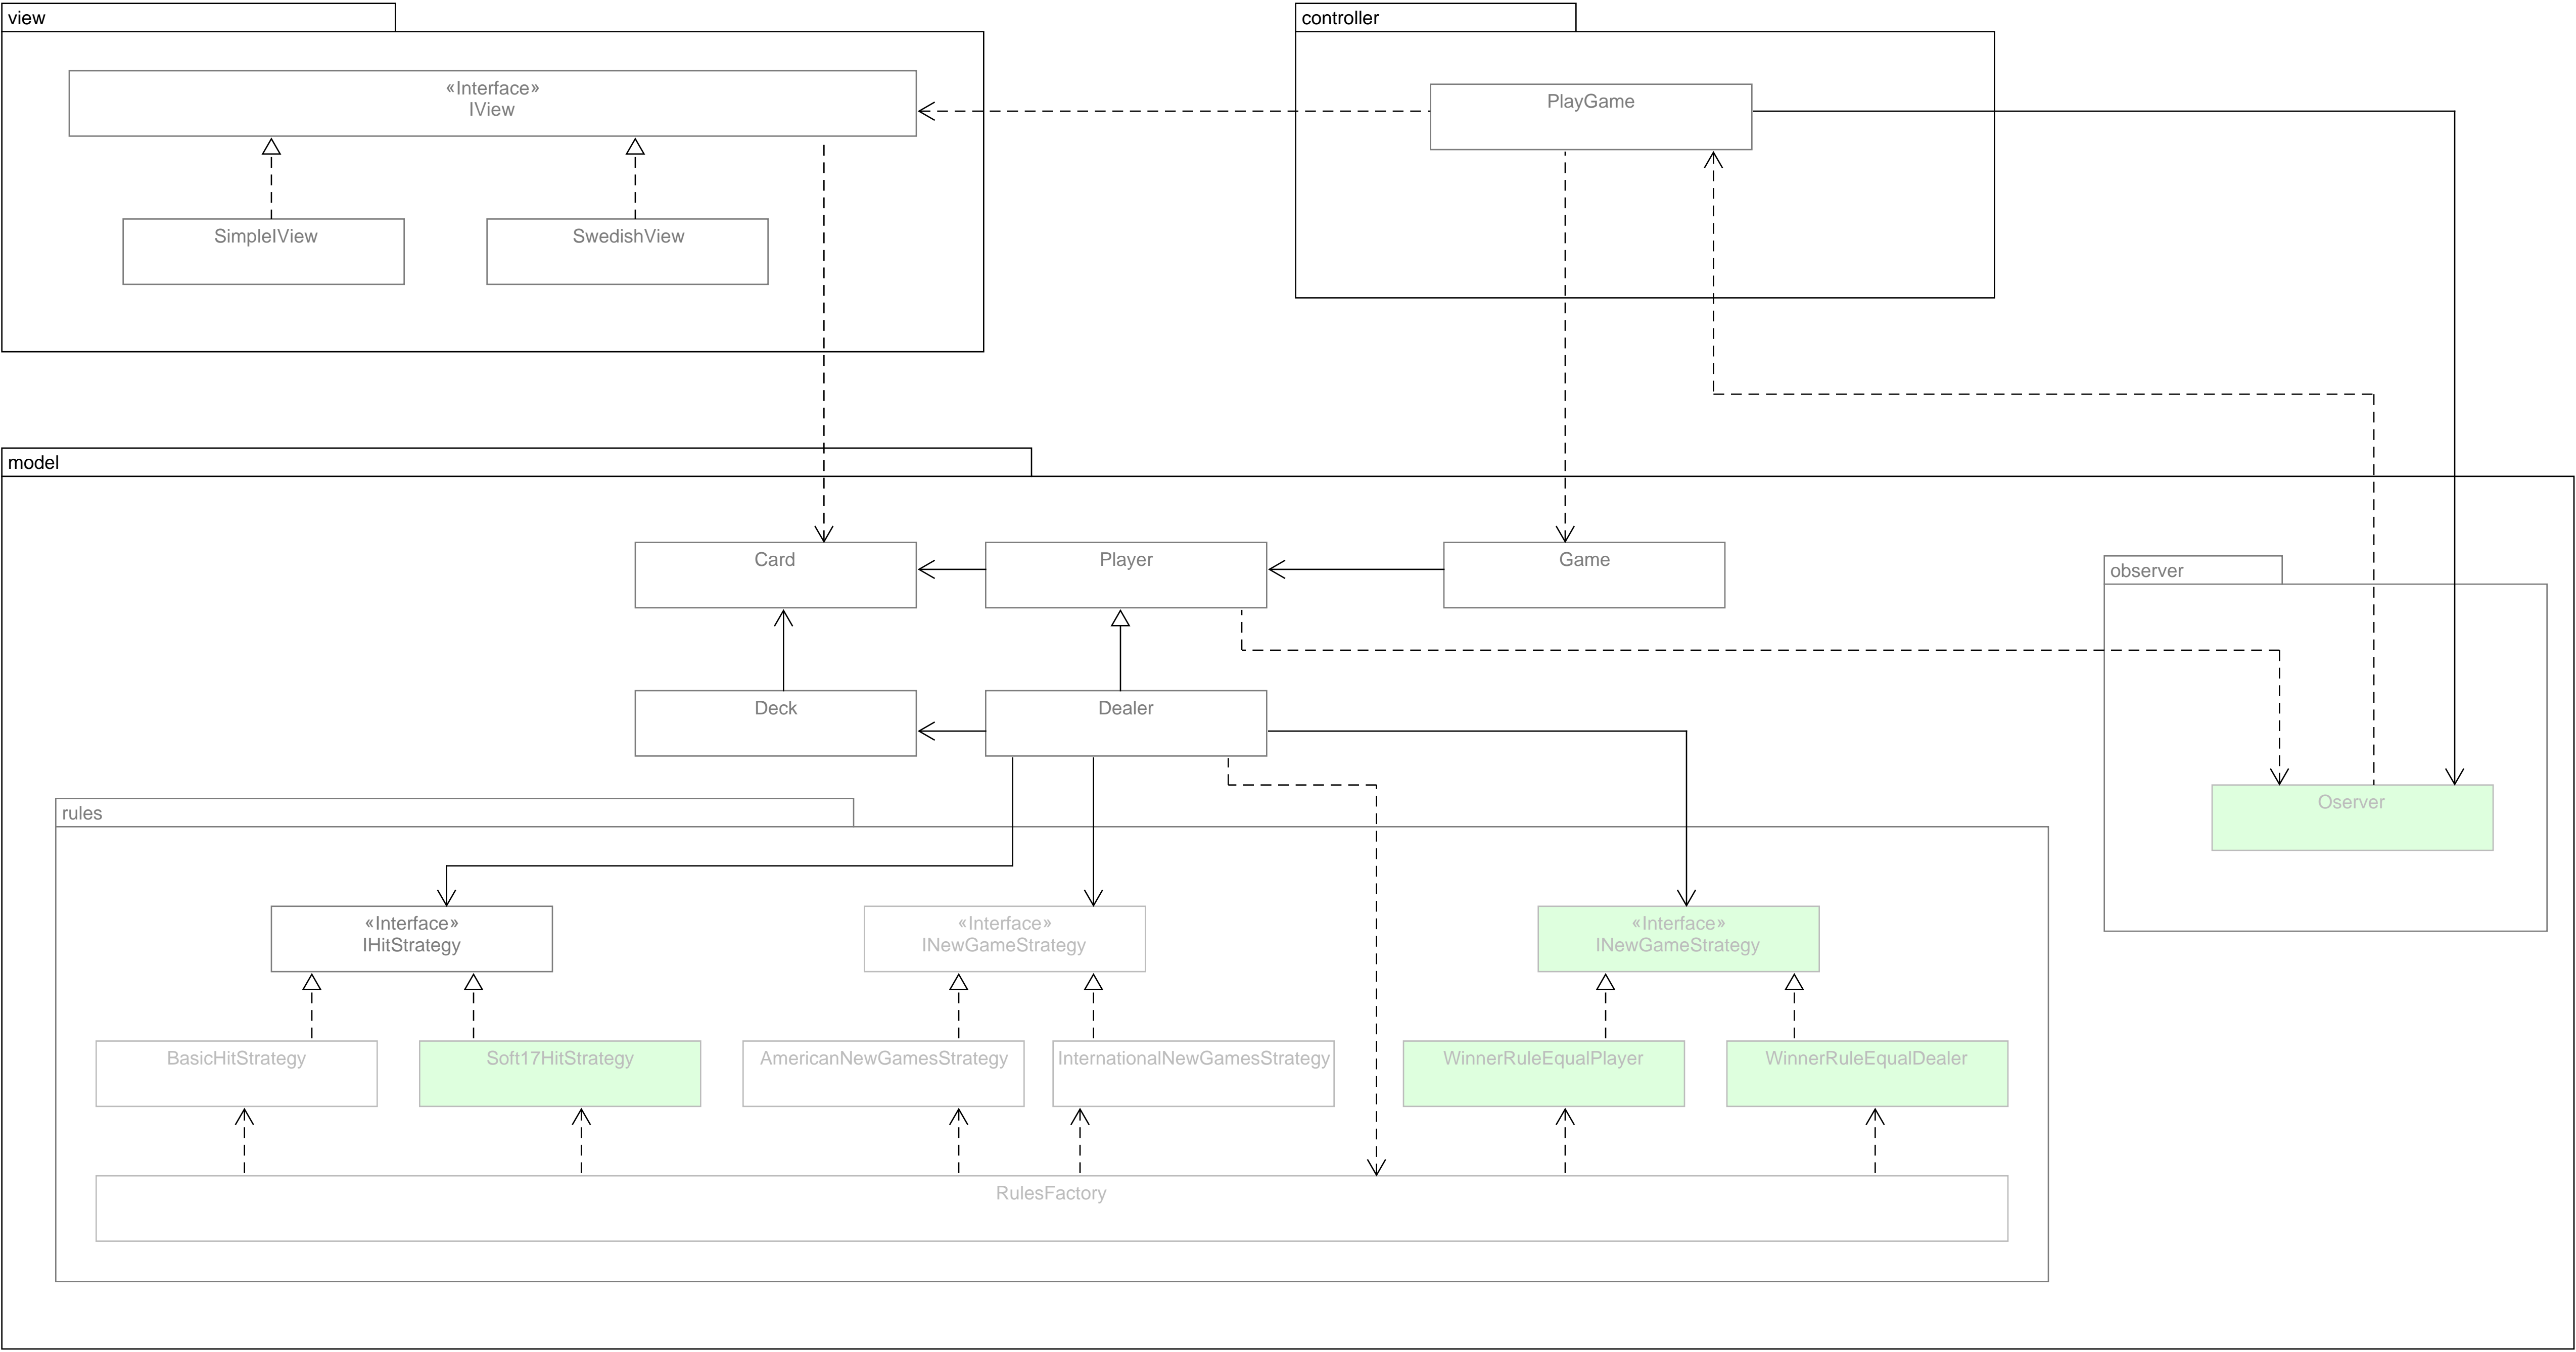 view
controller
«Interface»
IView
PlayGame
SimpleIView
SwedishView
model
Card
Player
Game
observer
Deck
Dealer
Oserver
rules
«Interface»
IHitStrategy
«Interface»
INewGameStrategy
«Interface»
INewGameStrategy
BasicHitStrategy
Soft17HitStrategy
AmericanNewGamesStrategy
InternationalNewGamesStrategy
WinnerRuleEqualPlayer
WinnerRuleEqualDealer
RulesFactory